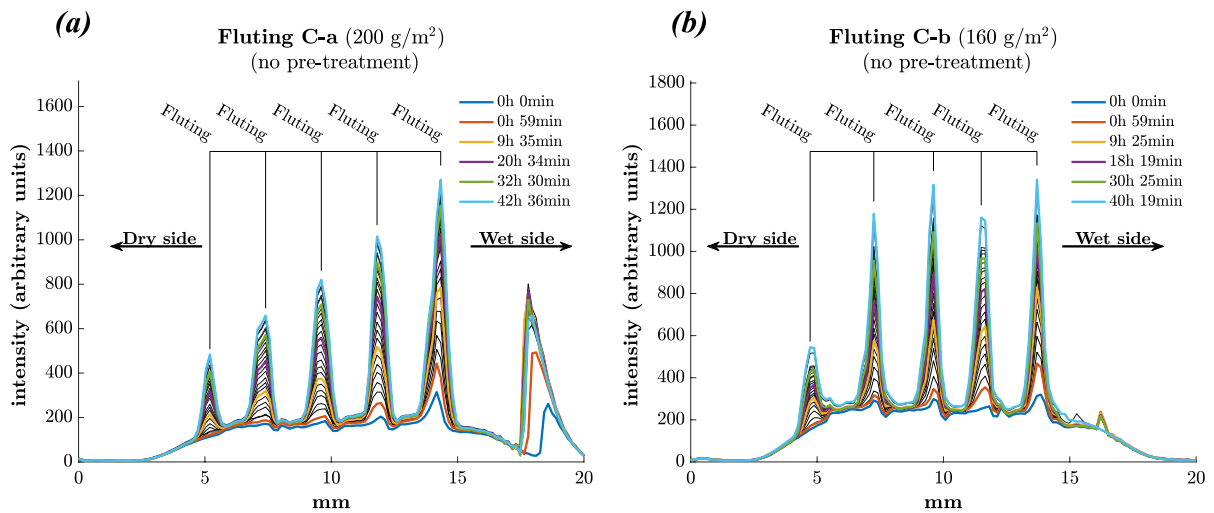 (a)
Fluting C-a (200 g/m²)
(no pre-treatment)
1600
1400
1200
1000
800
600
400
200
0
intensity (arbitrary units)
Fluting
Fluting
Fluting
Fluting
Fluting
0h 0min
0h 59min
9h 35min
20h 34min
32h 30min
42h 36min
Dry side
Wet side
0
5
10
15
20
mm
(b)
Fluting C-b (160 g/m²)
(no pre-treatment)
1800
1600
1400
1200
1000
800
600
400
200
0
intensity (arbitrary units)
Fluting
Fluting
Fluting
Fluting
Fluting
0h 0min
0h 59min
9h 25min
18h 19min
30h 25min
40h 19min
Dry side
Wet side
0
5
10
15
20
mm